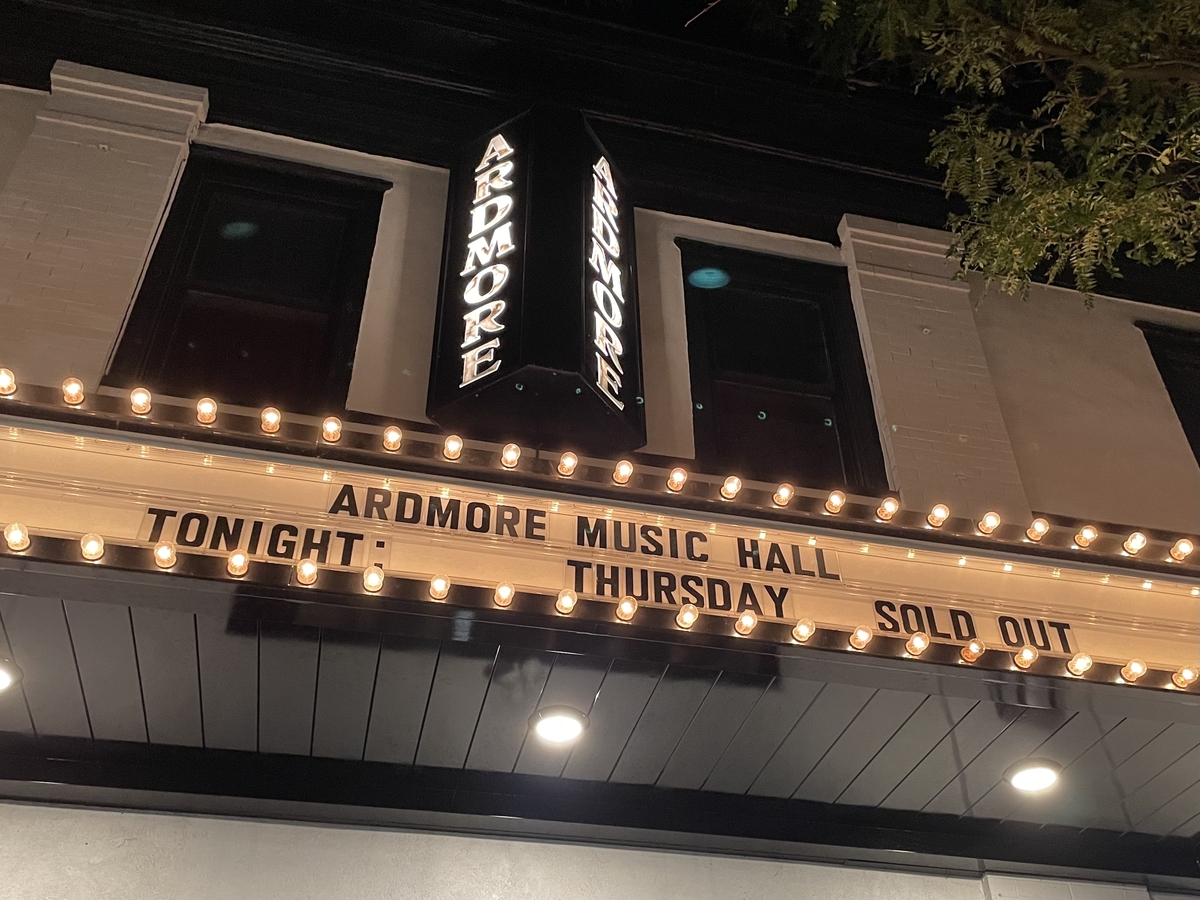 ARDMORE
ARDMORE
ARDMORE MUSIC HALL
TONIGHT: THURSDAY SOLD OUT